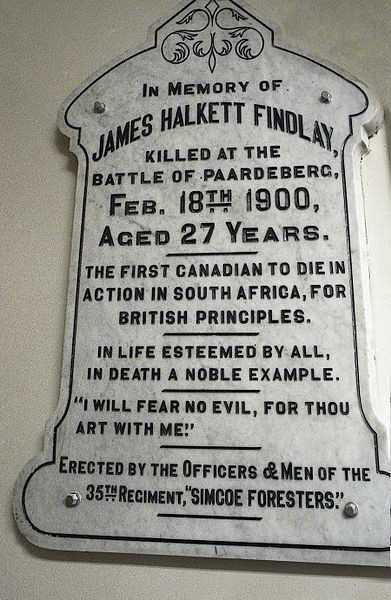 IN MEMORY OF
JAMES HALKETT FINDLAY,
KILLED AT THE
BATTLE OF PAARDEBERG,
FEB. 18TH 1900,
AGED 27 YEARS.
THE FIRST CANADIAN TO DIE IN
ACTION IN SOUTH AFRICA, FOR
BRITISH PRINCIPLES.
IN LIFE ESTEEMED BY ALL,
IN DEATH A NOBLE EXAMPLE.
"I WILL FEAR NO EVIL, FOR THOU
ART WITH ME."
ERECTED BY THE OFFICERS & MEN OF THE
35TH REGIMENT, "SIMCOE FORESTERS."